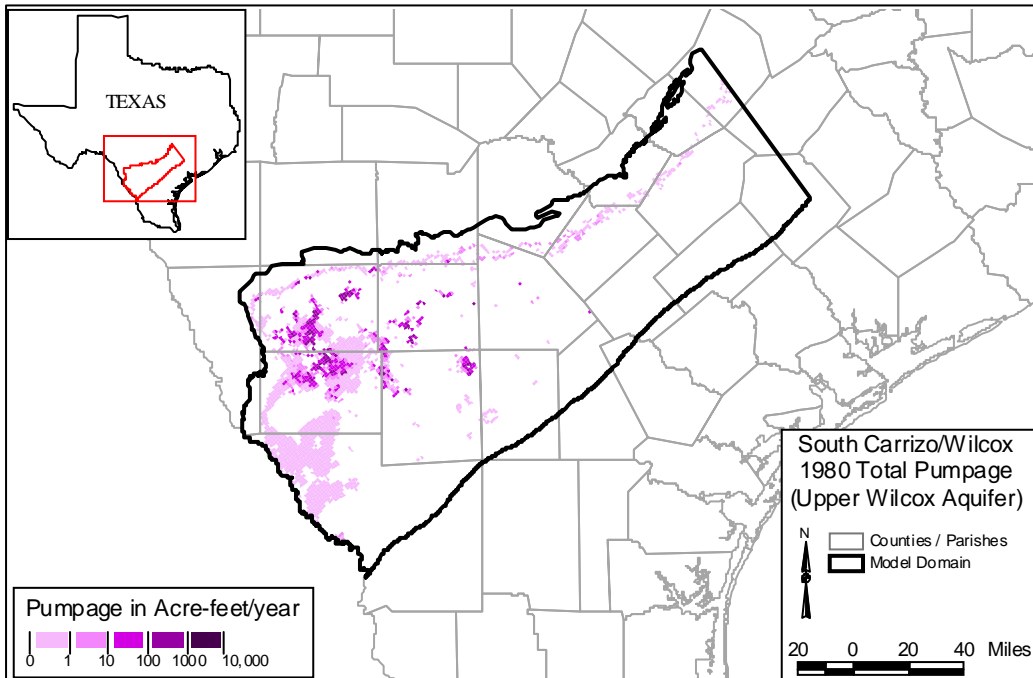 TEXAS
South Carrizo/Wilcox
1980 Total Pumpage
(Upper Wilcox Aquifer)
N
Counties / Parishes
Model Domain
20 0 20 40 Miles
Pumpage in Acre-feet/year
0 1 10 100 1000 10,000